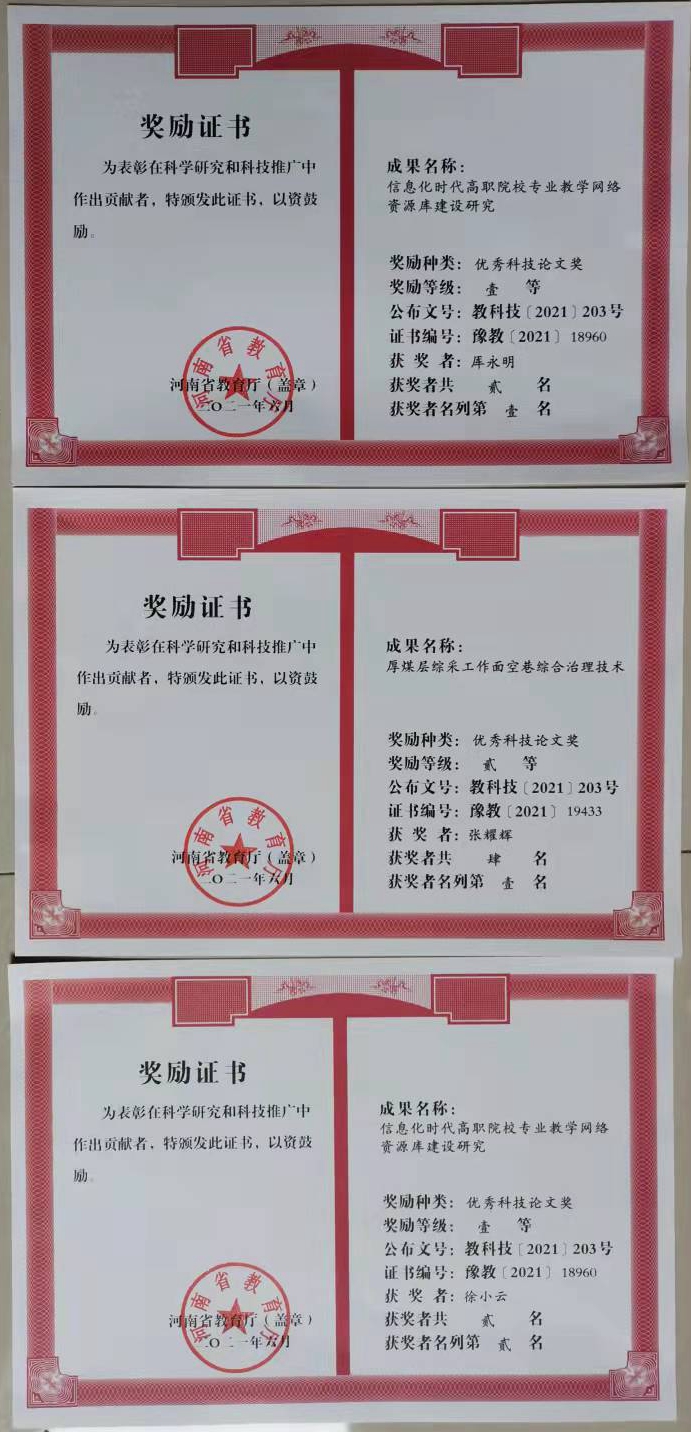 奖励证书
为表彰在科学研究和科技推广中
作出贡献者，特颁发此证书，以资鼓
励。
河南省教育厅
河南省教育厅（盖章）
二〇二一年六月
成果名称：
信息化时代高职院校专业教学网络
资源库建设研究
奖励种类：优秀科技论文奖
奖励等级：壹 等
公布文号：教科技〔2021〕203号
证书编号：豫教〔2021〕18960
获 奖 者：厍永明
获奖者共 贰 名
获奖者名列第 壹 名
奖励证书
为表彰在科学研究和科技推广中
作出贡献者，特颁发此证书，以资鼓
励。
河南省教育厅
河南省教育厅（盖章）
二〇二一年六月
成果名称：
厚煤层综采工作面空巷综合治理技术
奖励种类：优秀科技论文奖
奖励等级：贰 等
公布文号：教科技〔2021〕203号
证书编号：豫教〔2021〕19433
获 奖 者：张耀辉
获奖者共 肆 名
获奖者名列第 壹 名
奖励证书
为表彰在科学研究和科技推广中
作出贡献者，特颁发此证书，以资鼓
励。
河南省教育厅
河南省教育厅（盖章）
二〇二一年六月
成果名称：
信息化时代高职院校专业教学网络
资源库建设研究
奖励种类：优秀科技论文奖
奖励等级：壹 等
公布文号：教科技〔2021〕203号
证书编号：豫教〔2021〕18960
获 奖 者：徐小云
获奖者共 贰 名
获奖者名列第 贰 名